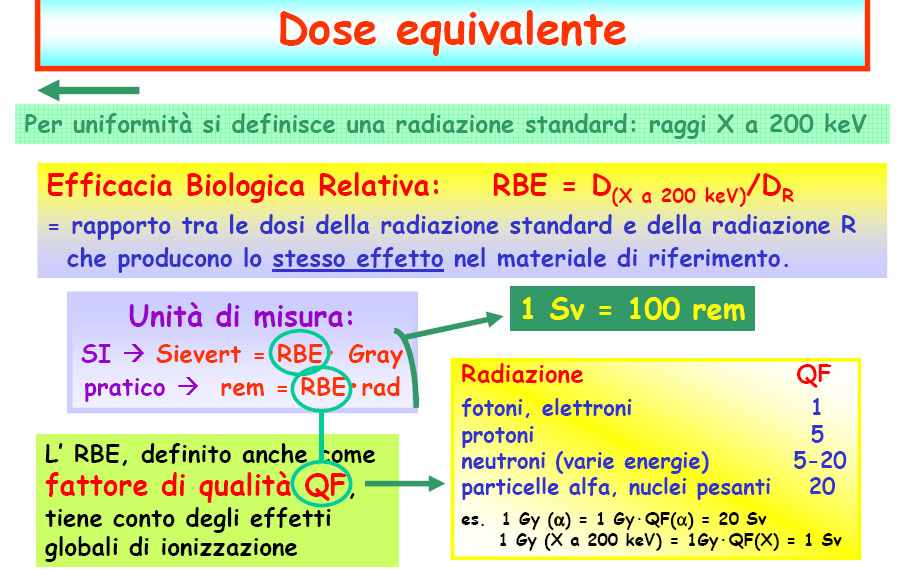 Dose equivalente
Per uniformità si definisce una radiazione standard: raggi X a 200 keV
Efficacia Biologica Relativa: RBE = D(X a 200 keV)/DR
= rapporto tra le dosi della radiazione standard e della radiazione R
che producono lo stesso effetto nel materiale di riferimento.
Unità di misura:
SI → Sievert = RBE· Gray
pratico → rem = RBE·rad
1 Sv = 100 rem
L' RBE, definito anche come
fattore di qualità QF,
tiene conto degli effetti
globali di ionizzazione
Radiazione QF
fotoni, elettroni 1
protoni 5
neutroni (varie energie) 5-20
particelle alfa, nuclei pesanti 20
es. 1 Gy (α) = 1 Gy·QF(α) = 20 Sv
1 Gy (X a 200 keV) = 1Gy·QF(X) = 1 Sv